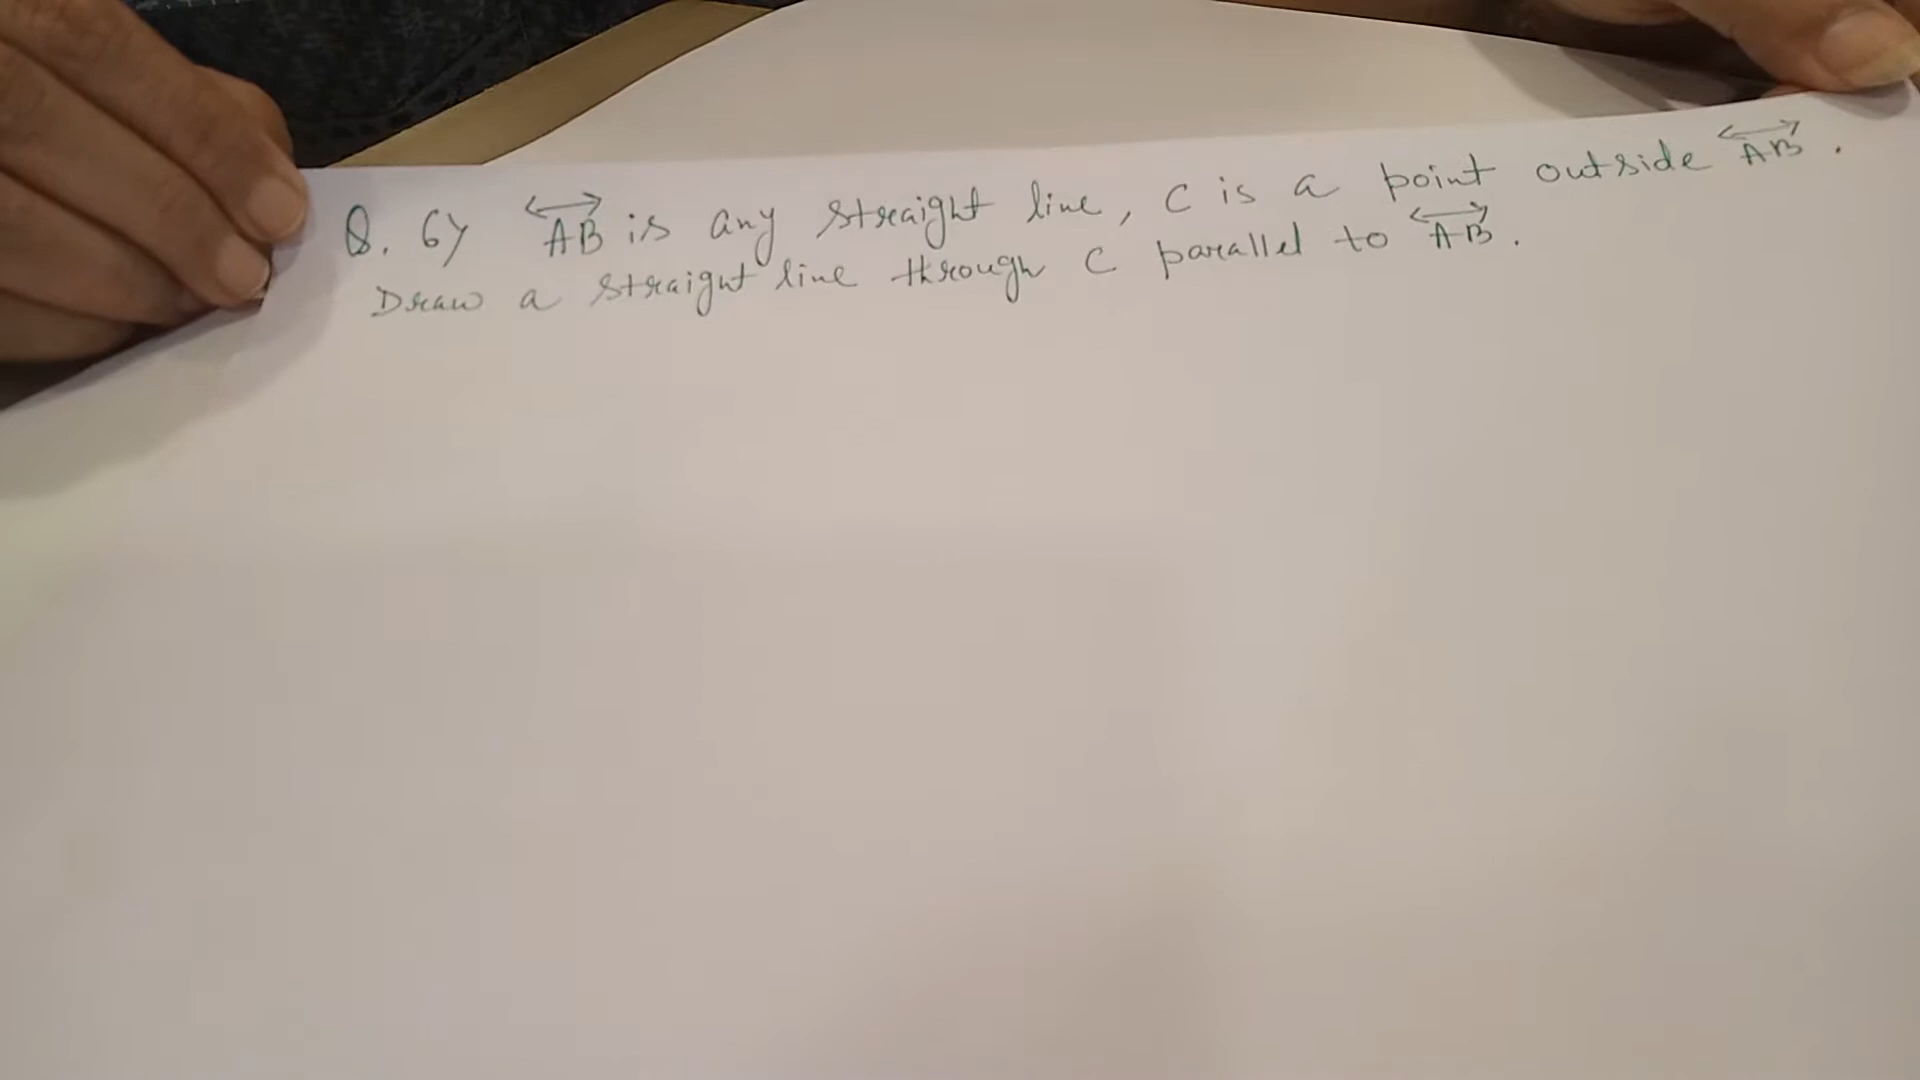 Q. 6) AB is any straight line, C is a point outside AB.
Draw a straight line through C parallel to AB.